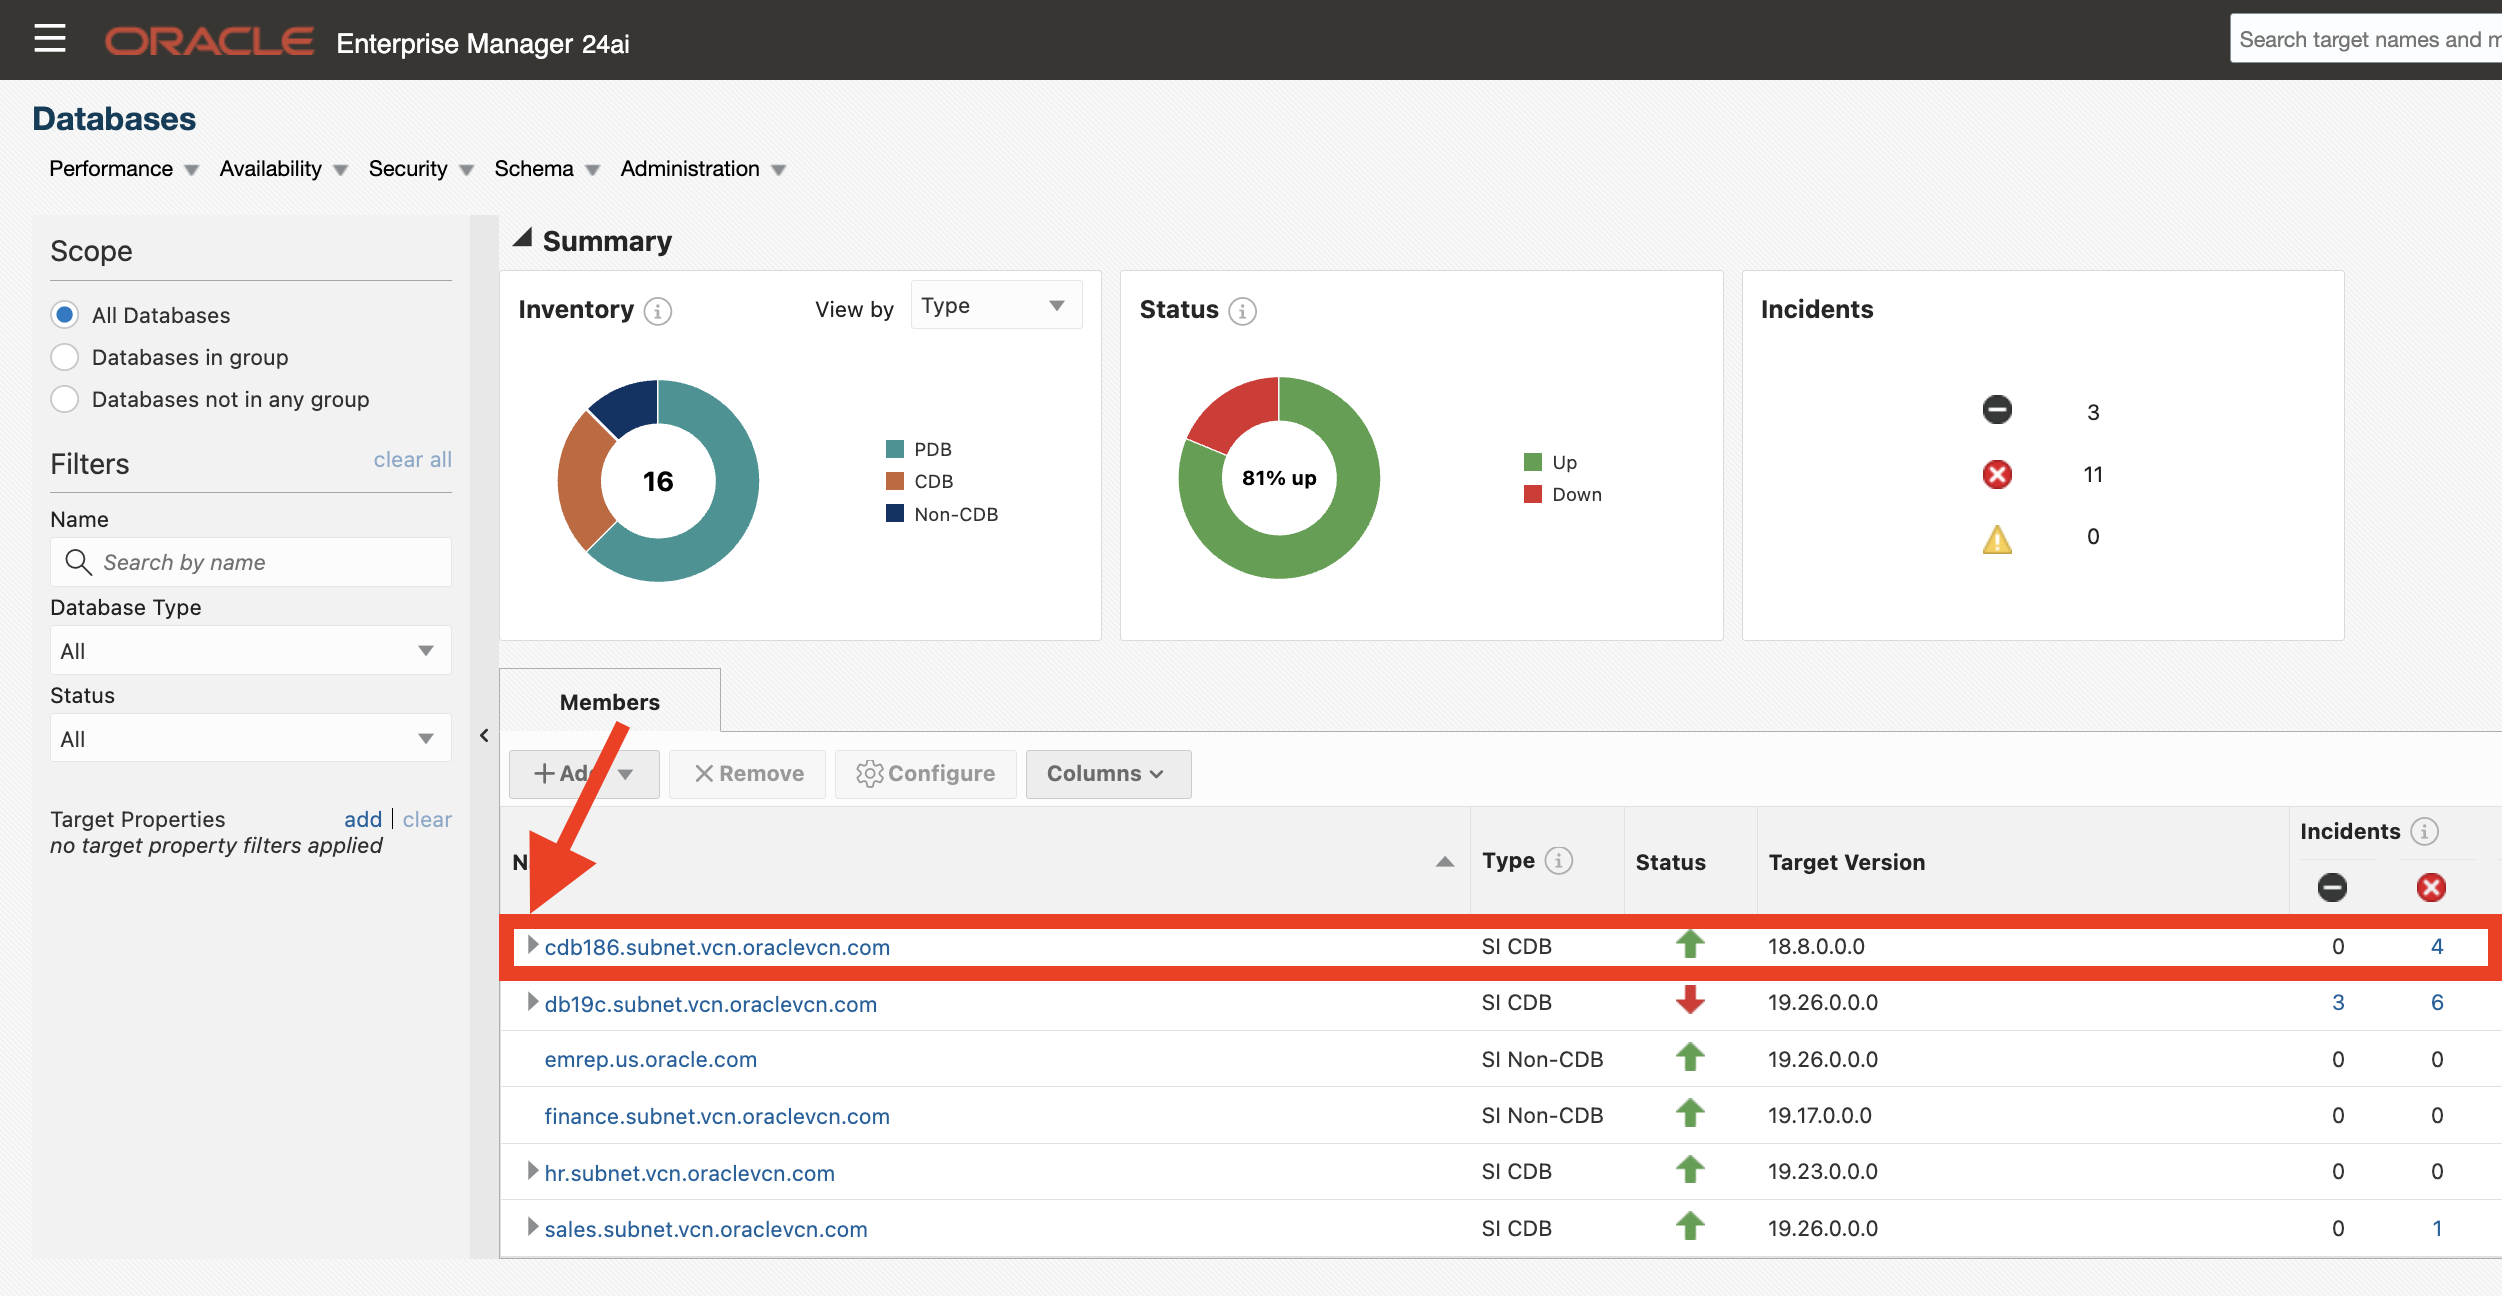 ORACLE Enterprise Manager 24ai
Search target names and
Databases
Performance Availability Security Schema Administration
Scope
All Databases
Databases in group
Databases not in any group
Filters clear all
Name
Search by name
Database Type
All
Status
All
Target Properties add | clear
no target property filters applied
Summary
Inventory View by Type
16
PDB
CDB
Non-CDB
Status
81% up
Up
Down
Incidents
3
11
0
Members
Remove Configure Columns
Type Status Target Version Incidents
cdb186.subnet.vcn.oraclevcn.com SI CDB 18.8.0.0.0 0 4
db19c.subnet.vcn.oraclevcn.com SI CDB 19.26.0.0.0 3 6
emrep.us.oracle.com SI Non-CDB 19.26.0.0.0 0 0
finance.subnet.vcn.oraclevcn.com SI Non-CDB 19.17.0.0.0 0 0
hr.subnet.vcn.oraclevcn.com SI CDB 19.23.0.0.0 0 0
sales.subnet.vcn.oraclevcn.com SI CDB 19.26.0.0.0 0 1